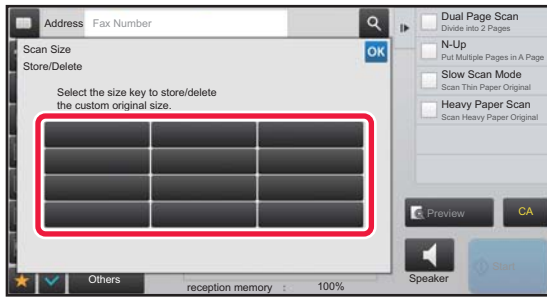 Address Fax Number
Scan Size
OK
Store/Delete
Select the size key to store/delete
the custom original size.
Others
reception memory : 100%
Dual Page Scan
Divide into 2 Pages
N-Up
Put Multiple Pages in A Page
Slow Scan Mode
Scan Thin Paper Original
Heavy Paper Scan
Scan Heavy Paper Original
Preview
CA
Speaker
Start